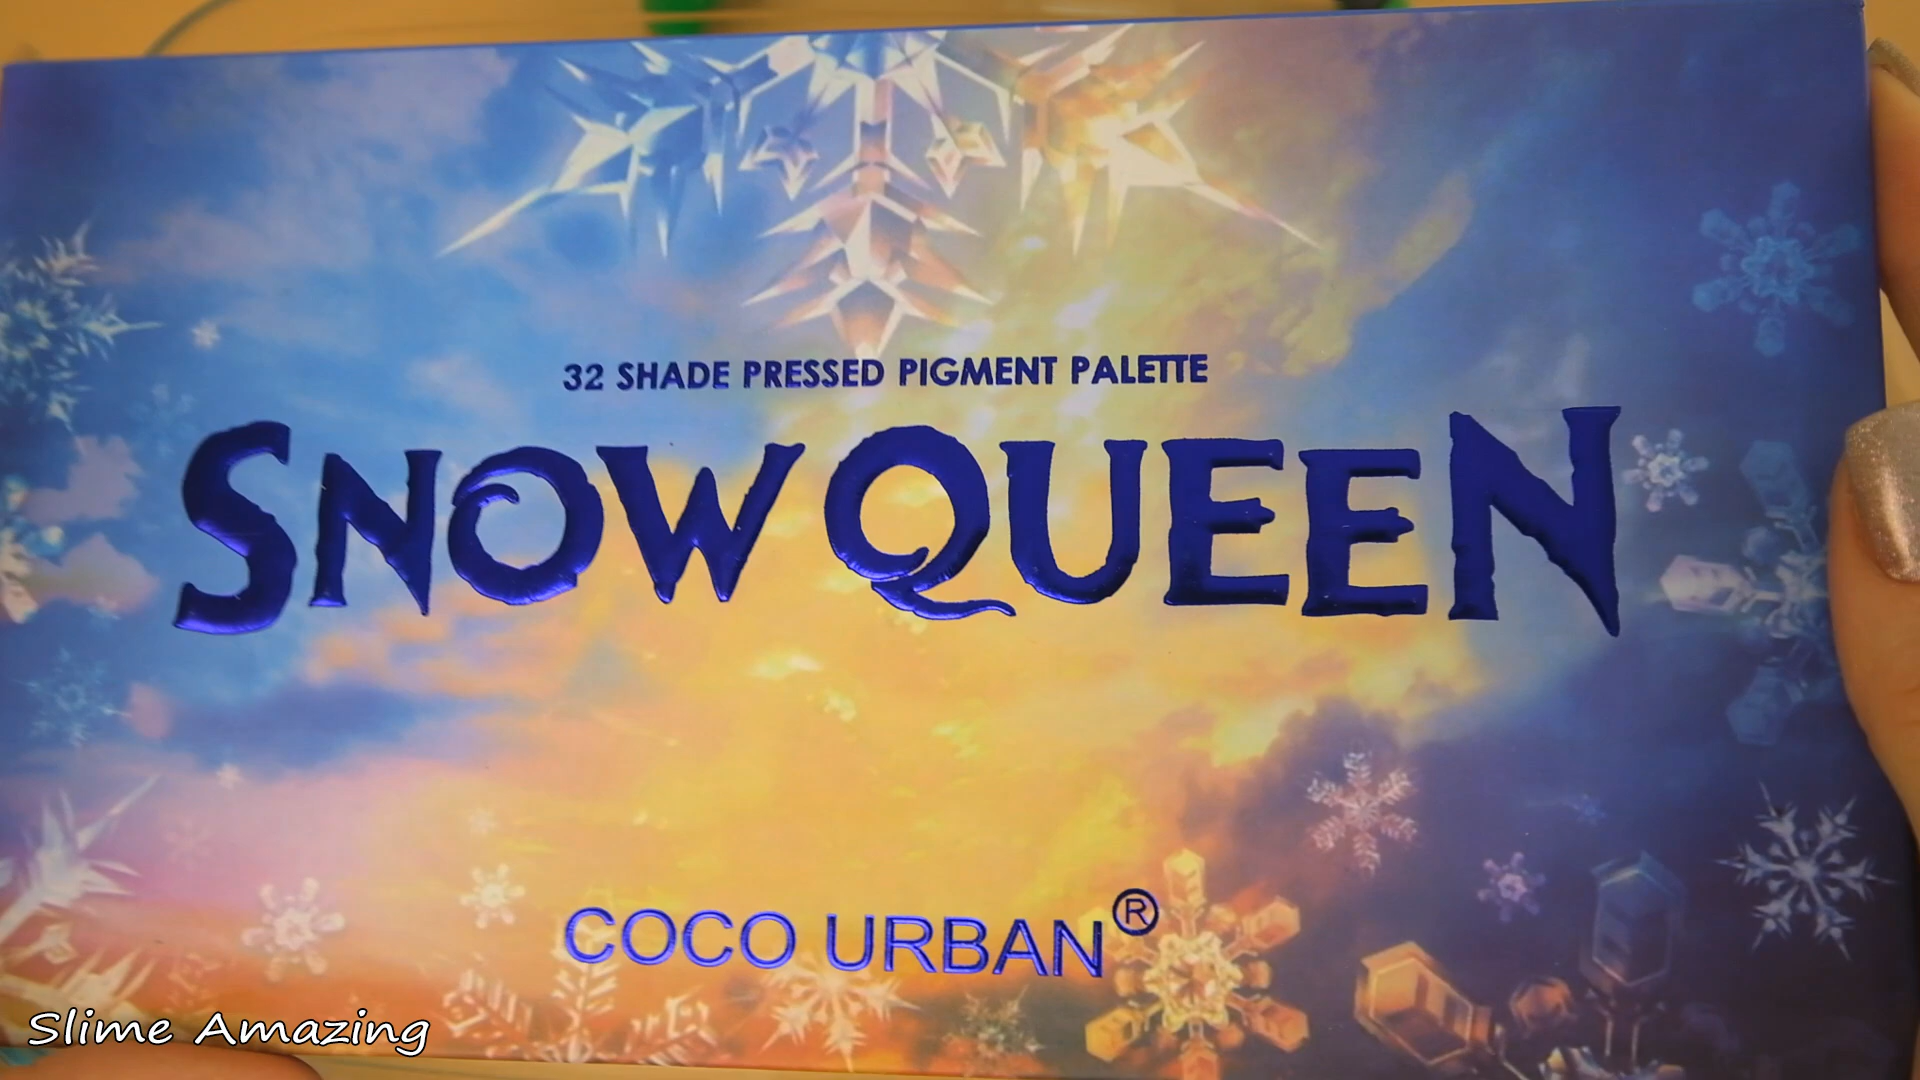 32 SHADE PRESSED PIGMENT PALETTE
SNOW QUEEN
COCO URBAN®
Slime Amazing